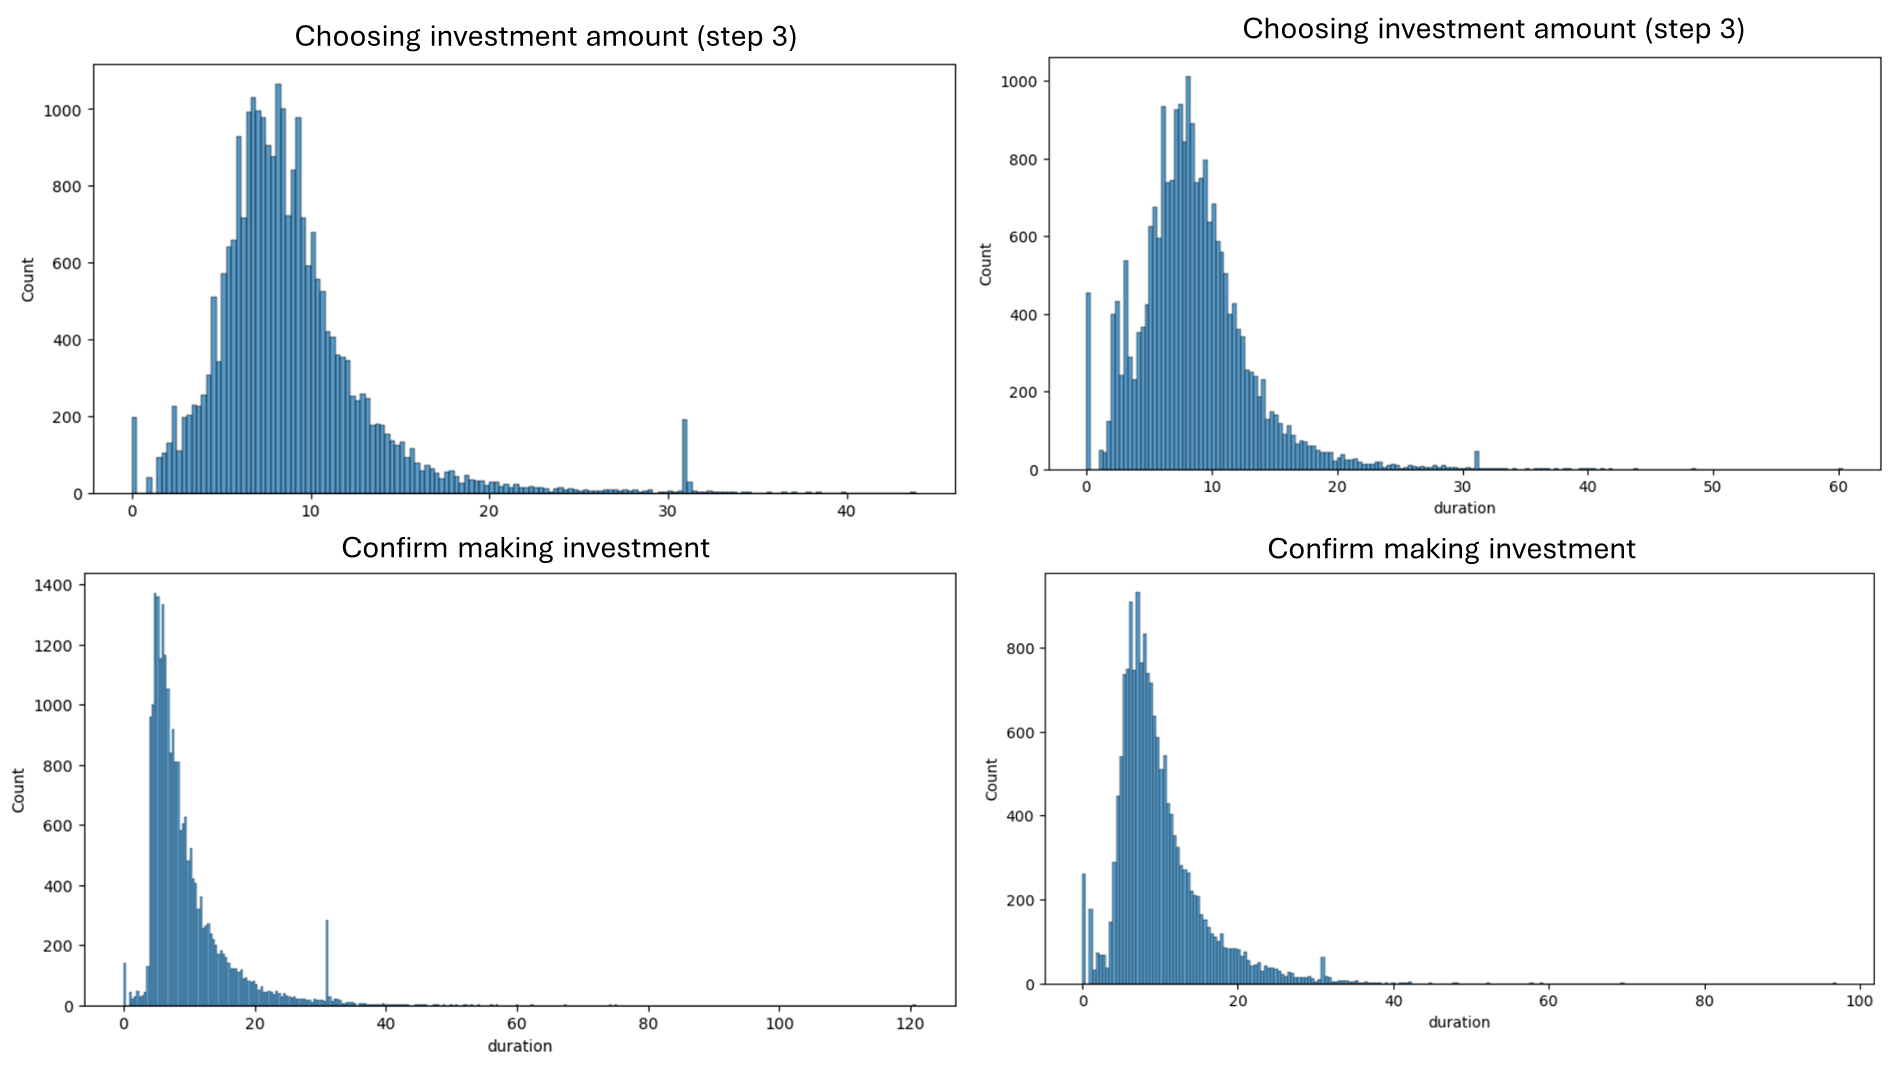 Choosing investment amount (step 3)
Count
1000
800
600
400
200
0
0 10 20 30 40
Choosing investment amount (step 3)
Count
1000
800
600
400
200
0
0 10 20 30 40 50 60
duration
Confirm making investment
Count
1400
1200
1000
800
600
400
200
0
0 20 40 60 80 100 120
duration
Confirm making investment
Count
800
600
400
200
0
0 20 40 60 80 100
duration